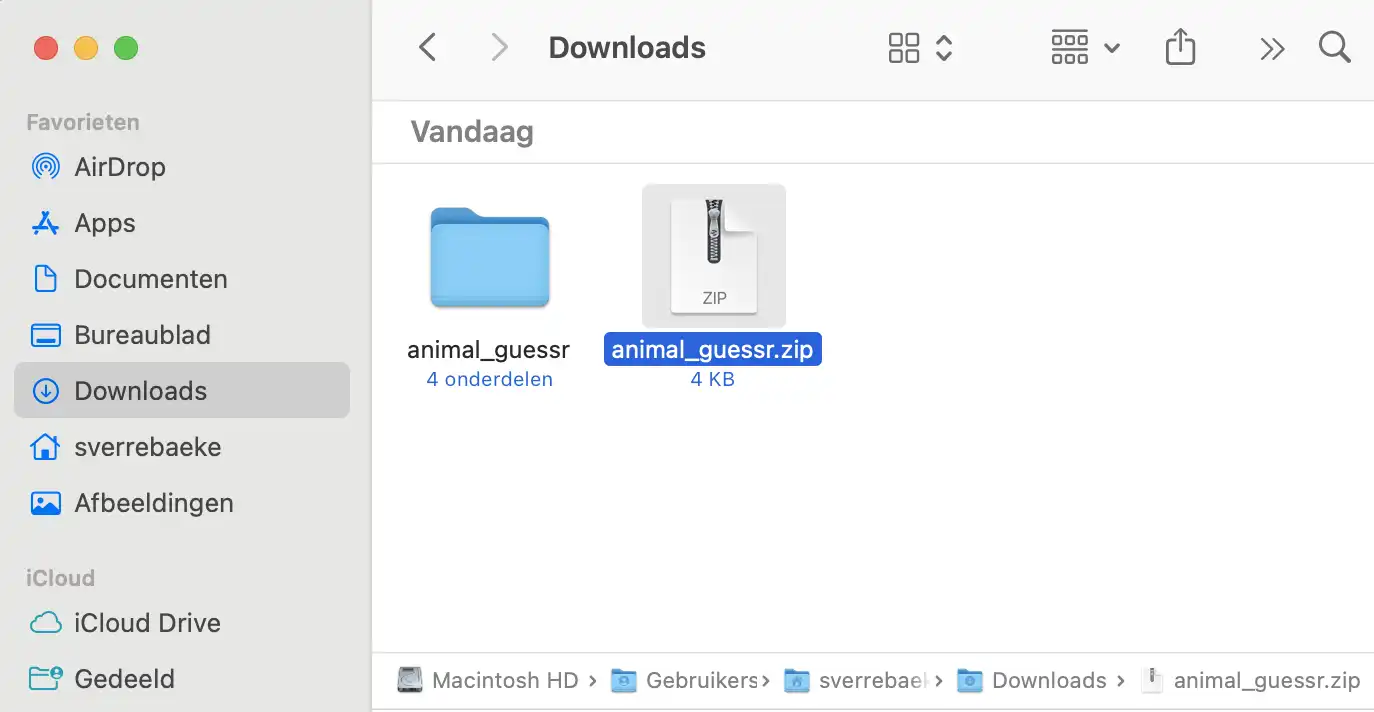 Downloads
Favorieten
AirDrop
Apps
Documenten
Bureaublad
Downloads
sverrebaeke
Afbeeldingen
iCloud
iCloud Drive
Gedeeld
Vandaag
ZIP
animal_guessr
4 onderdelen
animal_guessr.zip
4 KB
Macintosh HD › Gebruikers › sverrebaek › Downloads › animal_guessr.zip